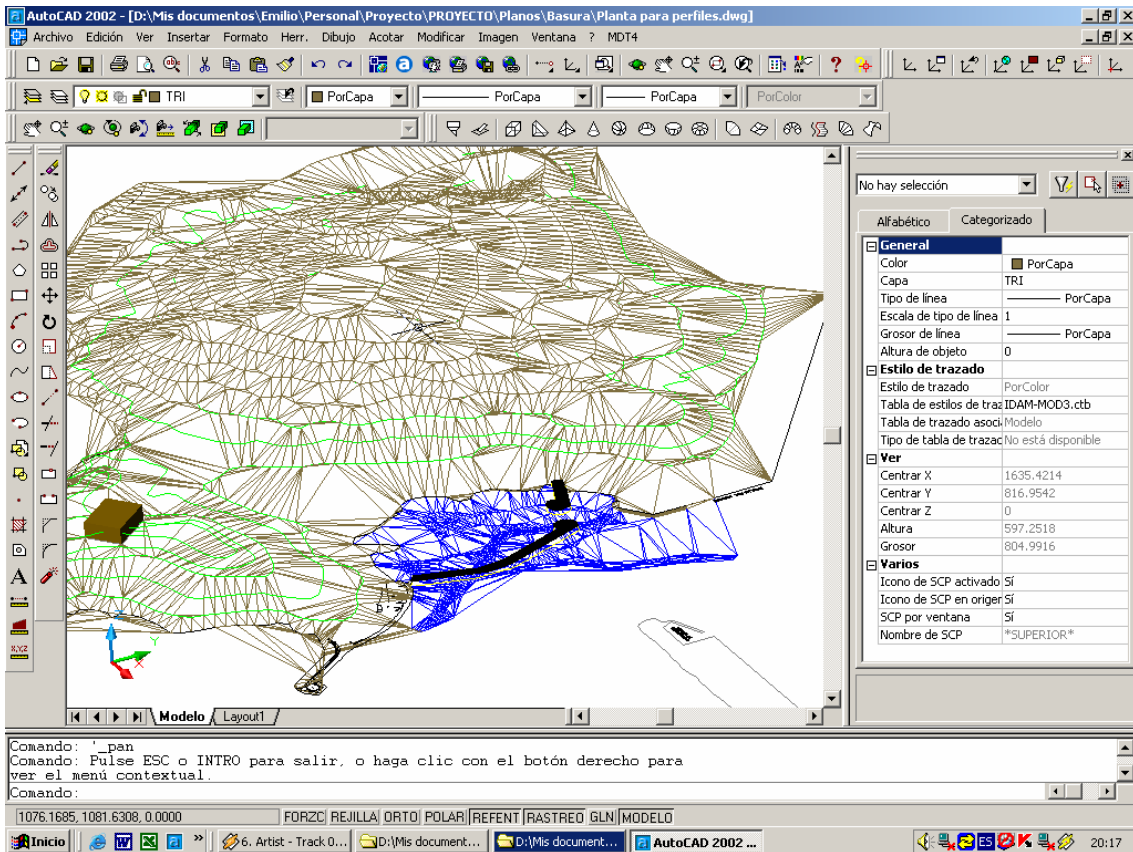 AutoCAD 2002 - [D:\Mis documentos\Emilio\Personal\Proyecto\PROYECTO\Planos\Basura\Planta para perfiles.dwg]
Archivo Edición Ver Insertar Formato Herr. Dibujo Acotar Modificar Imagen Ventana ? MDT4
TRI PorCapa PorCapa PorCapa PorColor
No hay selección
Alfabético Categorizado
General
Color PorCapa
Capa TRI
Tipo de línea PorCapa
Escala de tipo de línea 1
Grosor de línea PorCapa
Altura de objeto 0
Estilo de trazado
Estilo de trazado PorColor
Tabla de estilos de traz IDAM-MOD3.ctb
Tabla de trazado asoci Modelo
Tipo de tabla de trazad No está disponible
Ver
Centrar X 1635.4214
Centrar Y 816.9542
Centrar Z 0
Altura 597.2518
Grosor 804.9916
Varios
Icono de SCP activado Sí
Icono de SCP en origen Sí
SCP por ventana Sí
Nombre de SCP *SUPERIOR*
A
X,Y,Z
Y
X
Modelo Layout1
Comando: '_pan
Comando: Pulse ESC o INTRO para salir, o haga clic con el botón derecho para
ver el menú contextual.
Comando:
1076.1685, 1081.6308, 0.0000 FORZC REJILLA ORTO POLAR REFENT RASTREO GLN MODELO
Inicio » 6. Artist - Track 0... D:\Mis document... D:\Mis document... AutoCAD 2002 ... ES 20:17